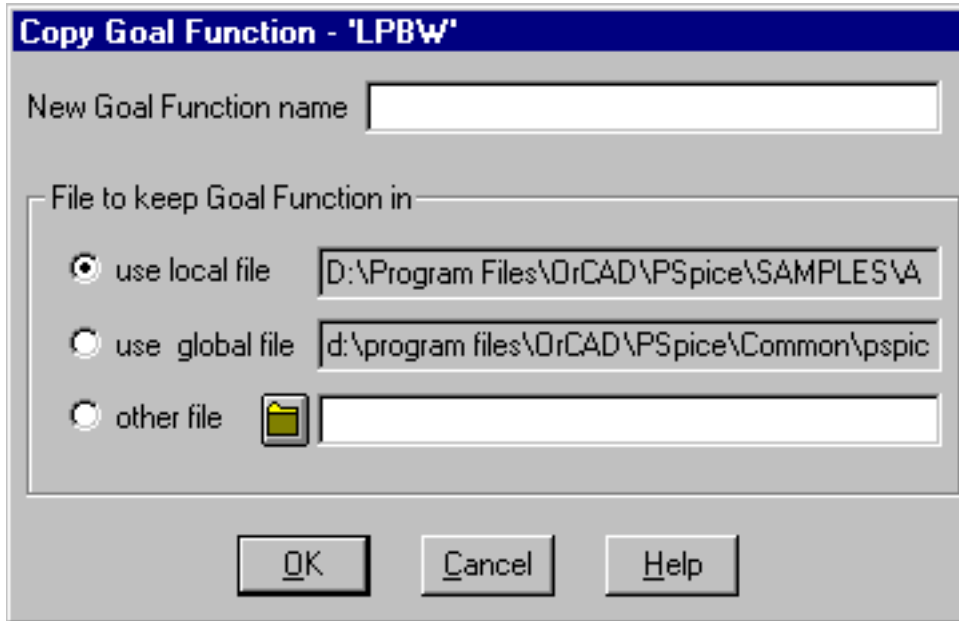 Copy Goal Function - 'LPBW'
New Goal Function name
File to keep Goal Function in
use local file D:\Program Files\OrCAD\PSpice\SAMPLES\A
use global file d:\program files\OrCAD\PSpice\Common\pspic
other file
OK Cancel Help